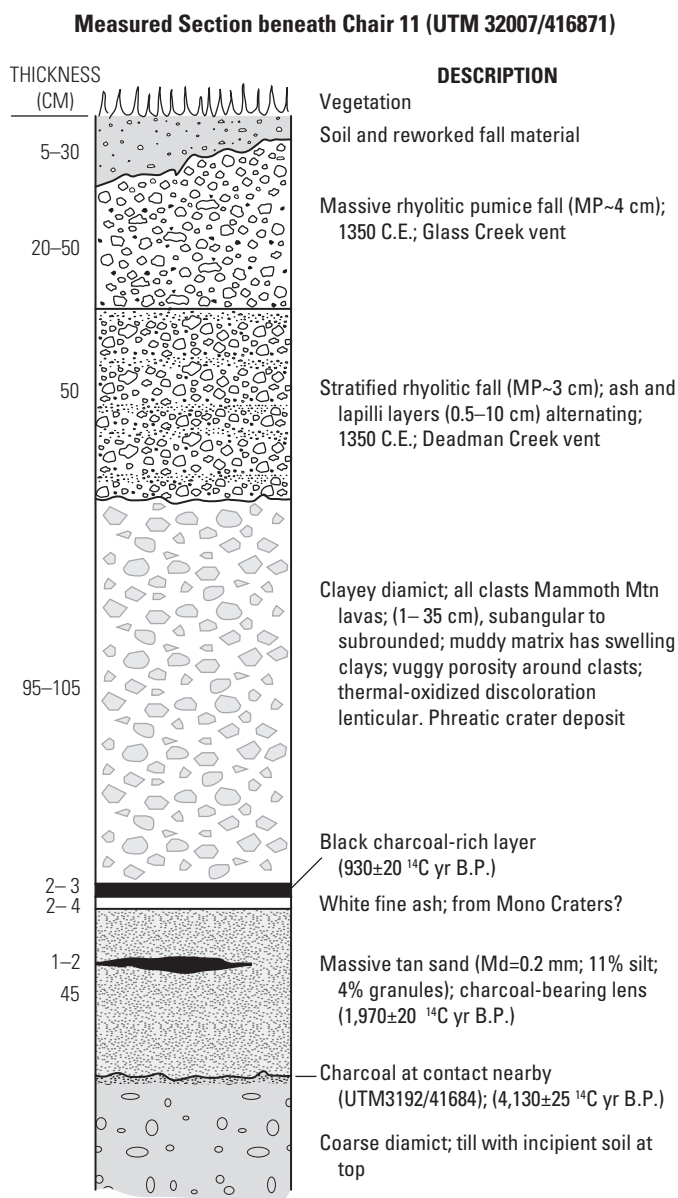 Measured Section beneath Chair 11 (UTM 32007/416871)
THICKNESS
(CM)
DESCRIPTION
Vegetation
5–30
Soil and reworked fall material
20–50
Massive rhyolitic pumice fall (MP~4 cm);
1350 C.E.; Glass Creek vent
50
Stratified rhyolitic fall (MP~3 cm); ash and
lapilli layers (0.5–10 cm) alternating;
1350 C.E.; Deadman Creek vent
95–105
Clayey diamict; all clasts Mammoth Mtn
lavas; (1– 35 cm), subangular to
subrounded; muddy matrix has swelling
clays; vuggy porosity around clasts;
thermal-oxidized discoloration
lenticular. Phreatic crater deposit
2– 3
Black charcoal-rich layer
(930±20 ¹⁴C yr B.P.)
2– 4
White fine ash; from Mono Craters?
1–2
45
Massive tan sand (Md=0.2 mm; 11% silt;
4% granules); charcoal-bearing lens
(1,970±20 ¹⁴C yr B.P.)
Charcoal at contact nearby
(UTM3192/41684); (4,130±25 ¹⁴C yr B.P.)
Coarse diamict; till with incipient soil at
top